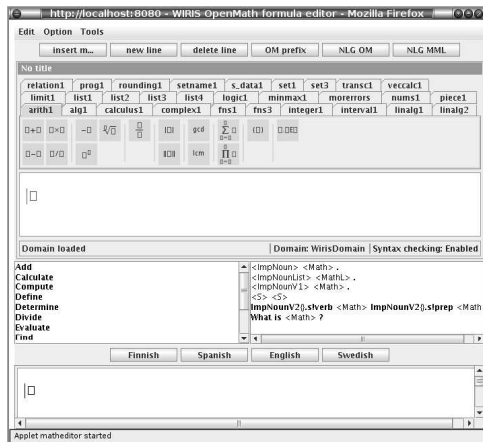 http://localhost:8080 - WIRIS OpenMath formula editor - Mozilla Firefox
Edit Option Tools
insert m... new line delete line OM prefix NLG OM NLG MML
No title
relation1 prog1 rounding1 setname1 s_data1 set1 set3 transc1 veccalc1
limit1 list1 list2 list3 list4 logic1 minmax1 morerrors nums1 piece1
arith1 alg1 calculus1 complex1 fns1 fns3 integer1 interval1 linalg1 linalg2
gcd
lcm
Domain loaded Domain: WirisDomain Syntax checking: Enabled
Add <ImpNoun> <Math> .
Calculate <ImpNounList> <MathL> .
Compute <ImpNounV1> <Math> .
Define <S> <S>
Determine ImpNounV2().s!verb <Math> ImpNounV2().s!prep <Math
Divide What is <Math> ?
Evaluate
Find
Finnish Spanish English Swedish
Applet matheditor started